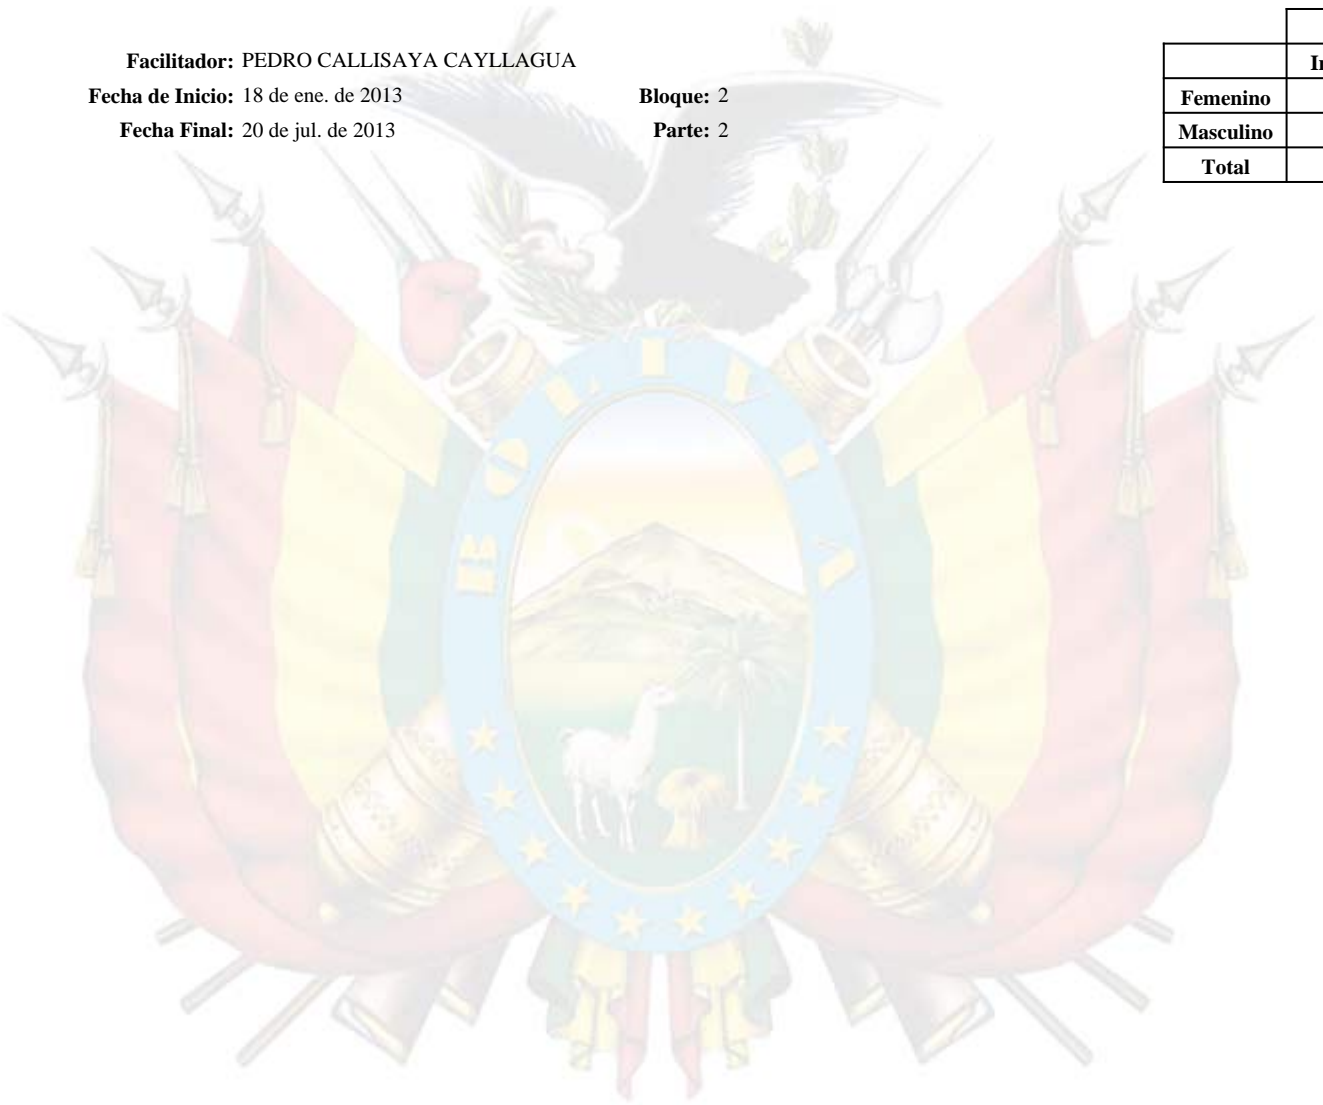 Facilitador: PEDRO CALLISAYA CAYLLAGUA
Fecha de Inicio: 18 de ene. de 2013 Bloque: 2
Fecha Final: 20 de jul. de 2013 Parte: 2
Femenino
Masculino
Total
BOLIVIA